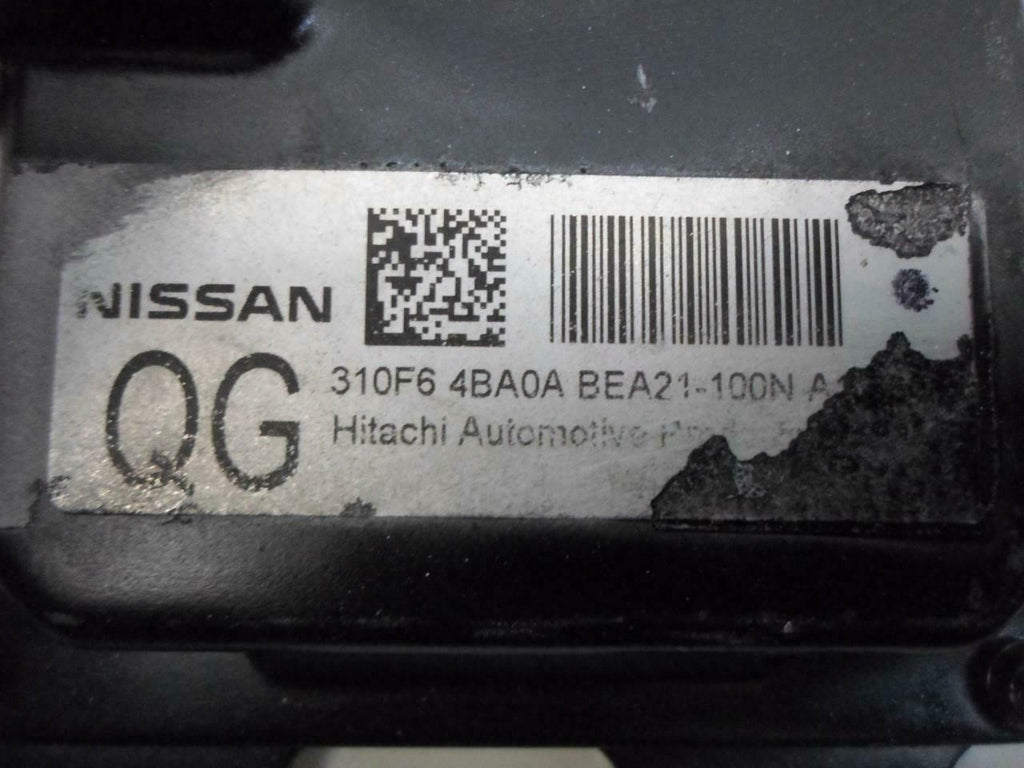 NISSAN
QG
310F6 4BA0A BEA21-100N
Hitachi Automotive